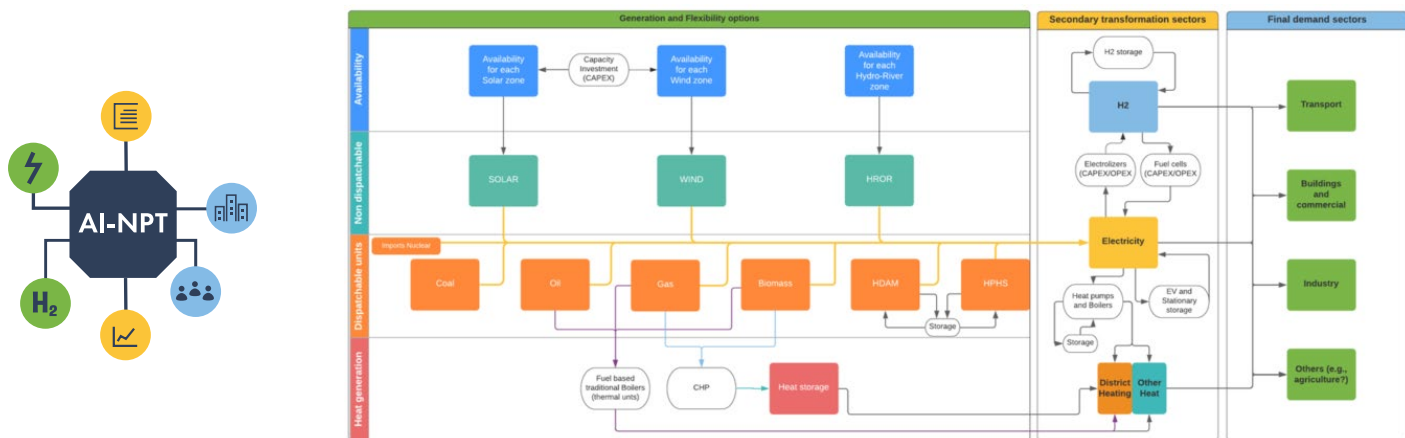 AI-NPT
H2
Generation and Flexibility options
Secondary transformation sectors
Final demand sectors
Availability
Availability
for each
Solar zone
Capacity
Investment
(CAPEX)
Availability
for each
Wind zone
Availability
for each
Hydro-River
zone
H2 storage
H2
Transport
Non dispatchable
SOLAR
WIND
HROR
Electrolizers
(CAPEX/OPEX
Fuel cells
(CAPEX/OPEX
Buildings
and
commercial
Dispatchable units
Imports Nuclear
Electricity
Coal
Oil
Gas
Biomass
HDAM
HPHS
Storage
Heat pumps
and Boilers
EV and
Stationary
storage
Storage
Industry
Heat generation
Fuel based
traditional Boilers
(thermal units)
CHP
Heat storage
District
Heating
Other
Heat
Others (e.g.,
agriculture?)